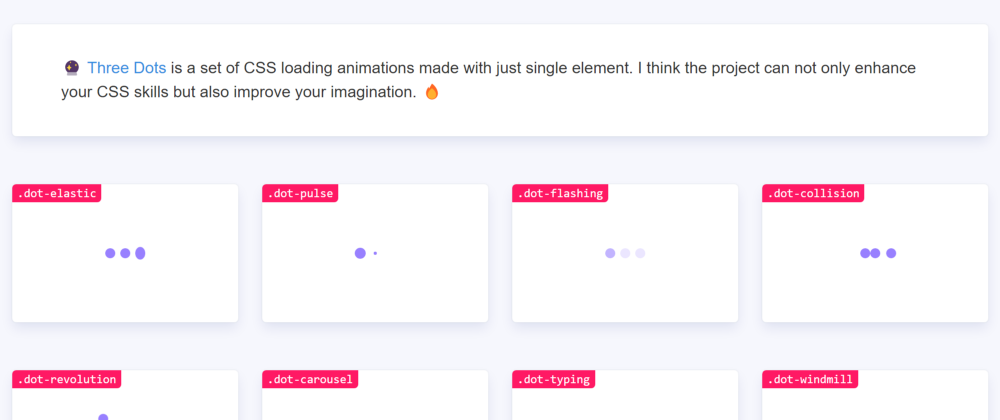 🔮 Three Dots is a set of CSS loading animations made with just single element. I think the project can not only enhance
your CSS skills but also improve your imagination. 🔥
.dot-elastic
.dot-pulse
.dot-flashing
.dot-collision
.dot-revolution
.dot-carousel
.dot-typing
.dot-windmill